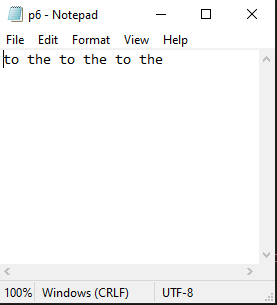 p6 - Notepad
File Edit Format View Help
to the to the to the
100% Windows (CRLF) UTF-8